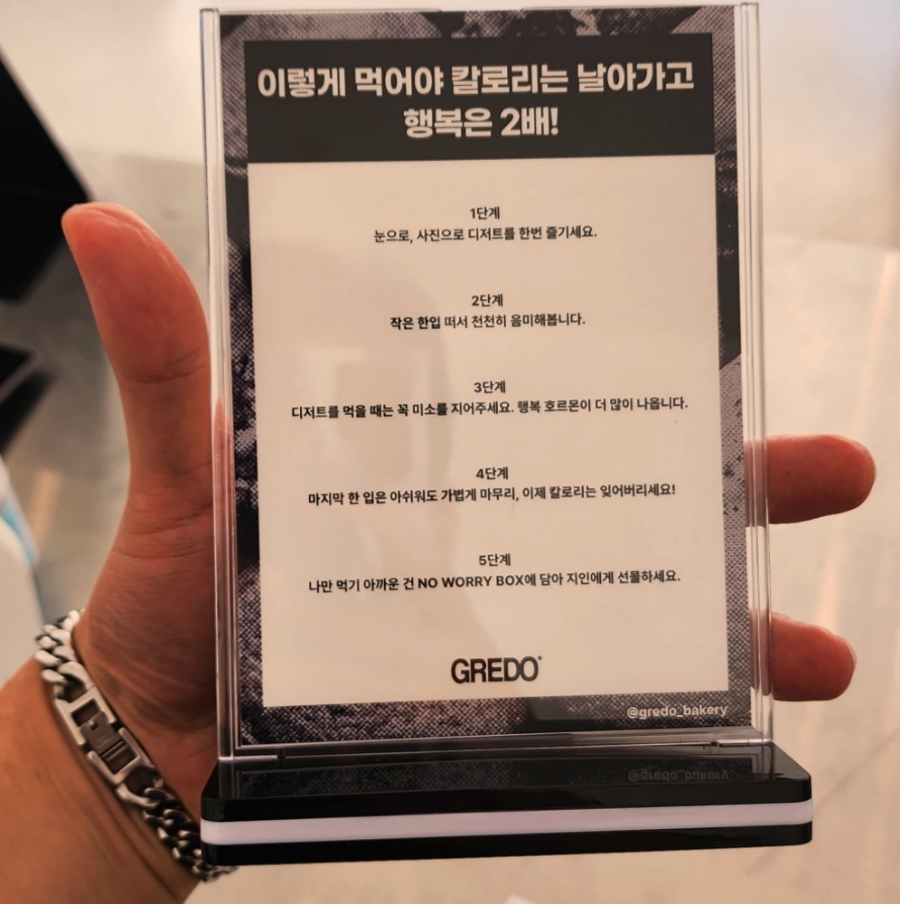 이렇게 먹어야 칼로리는 날아가고
행복은 2배!
1단계
눈으로, 사진으로 디저트를 한번 즐기세요.
2단계
작은 한입 떠서 천천히 음미해봅니다.
3단계
디저트를 먹을 때는 꼭 미소를 지어주세요. 행복 호르몬이 더 많이 나옵니다.
4단계
마지막 한 입은 아쉬워도 가볍게 마무리, 이제 칼로리는 잊어버리세요!
5단계
나만 먹기 아까운 건 NO WORRY BOX에 담아 지인에게 선물하세요.
GREDO
@gredo_bakery